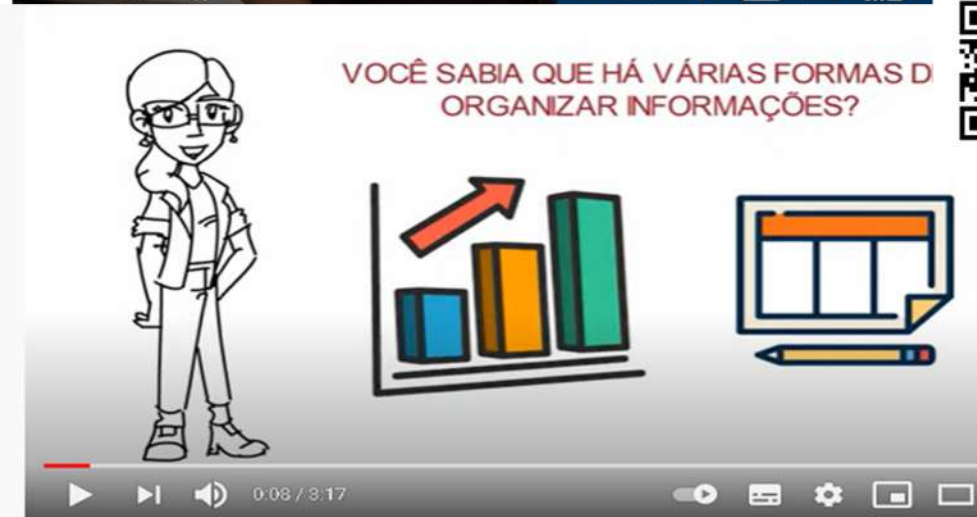 VOCÊ SABIA QUE HÁ VÁRIAS FORMAS D
ORGANIZAR INFORMAÇÕES?
0:08 / 3:17